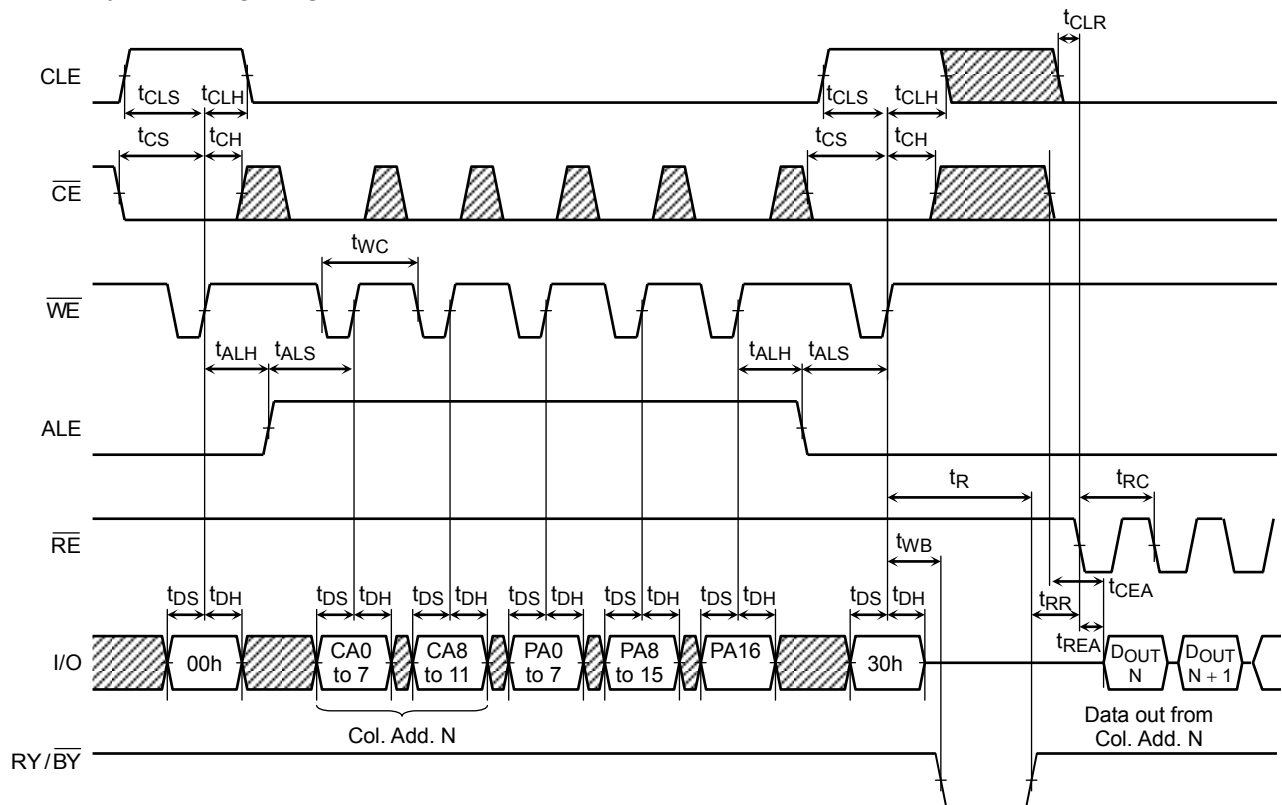 tCLR
CLE
tCLS tCLH tCLS tCLH
tCS tCH tCS tCH
CE
tWC
WE
tALH tALS tALH tALS
ALE
tR tRC
RE
tWB
tCEA
tDS tDH tDS tDH tDS tDH tDS tDH tDS tDH tDS tDH tDS tDH tRR
tREA
I/O 00h CA0 to 7 CA8 to 11 PA0 to 7 PA8 to 15 PA16 30h DOUT N DOUT N + 1
Col. Add. N
Data out from
Col. Add. N
RY/BY